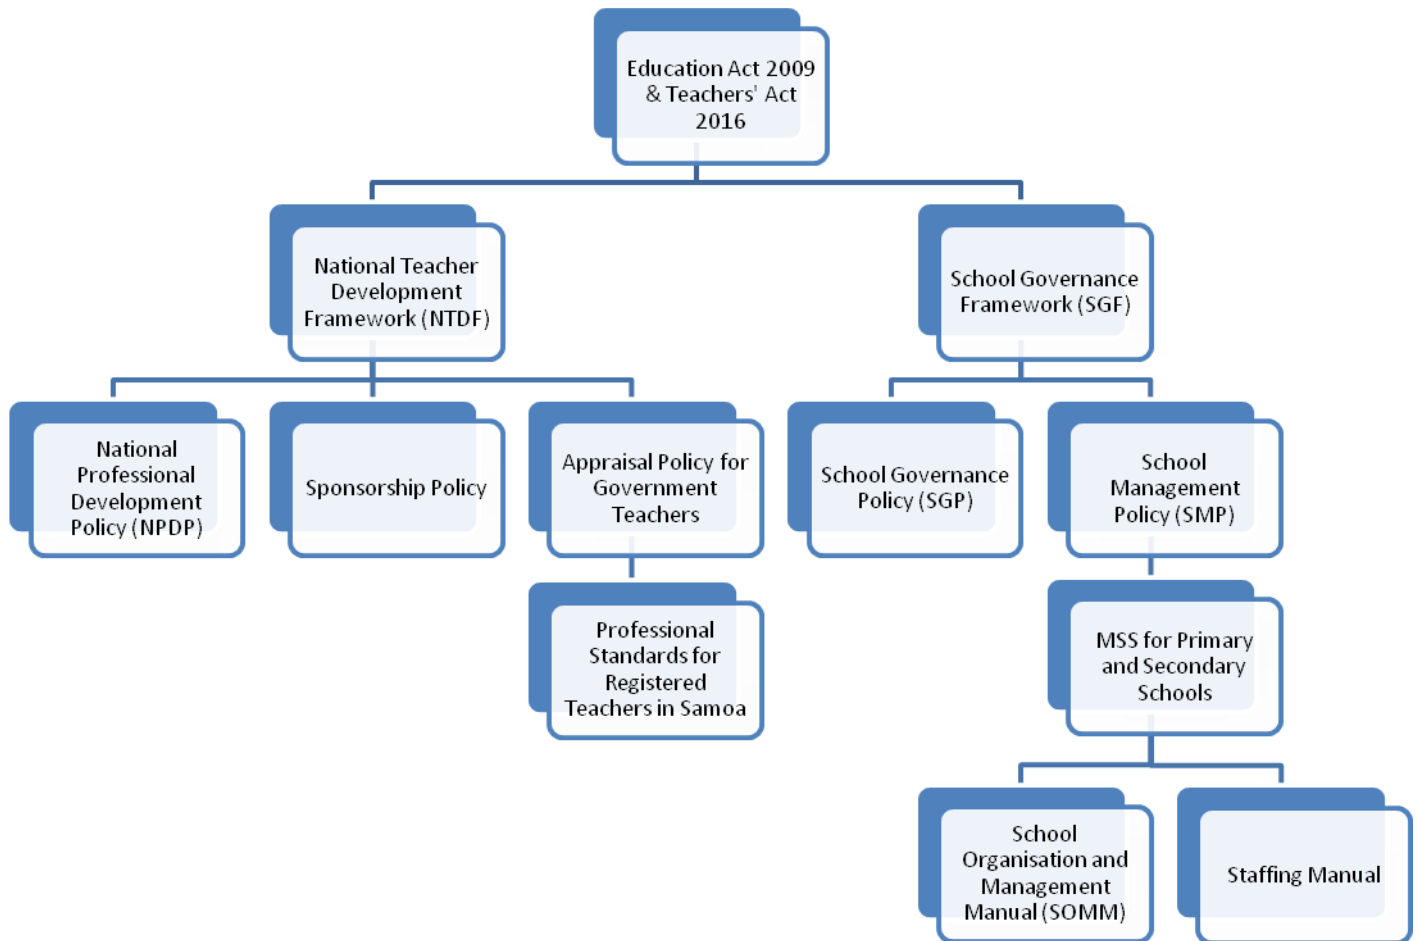 Education Act 2009
& Teachers' Act
2016
National Teacher
Development
Framework (NTDF)
School Governance
Framework (SGF)
National
Professional
Development
Policy (NPDP)
Sponsorship Policy
Appraisal Policy for
Government
Teachers
School Governance
Policy (SGP)
School
Management
Policy (SMP)
Professional
Standards for
Registered
Teachers in Samoa
MSS for Primary
and Secondary
Schools
School
Organisation and
Management
Manual (SOMM)
Staffing Manual